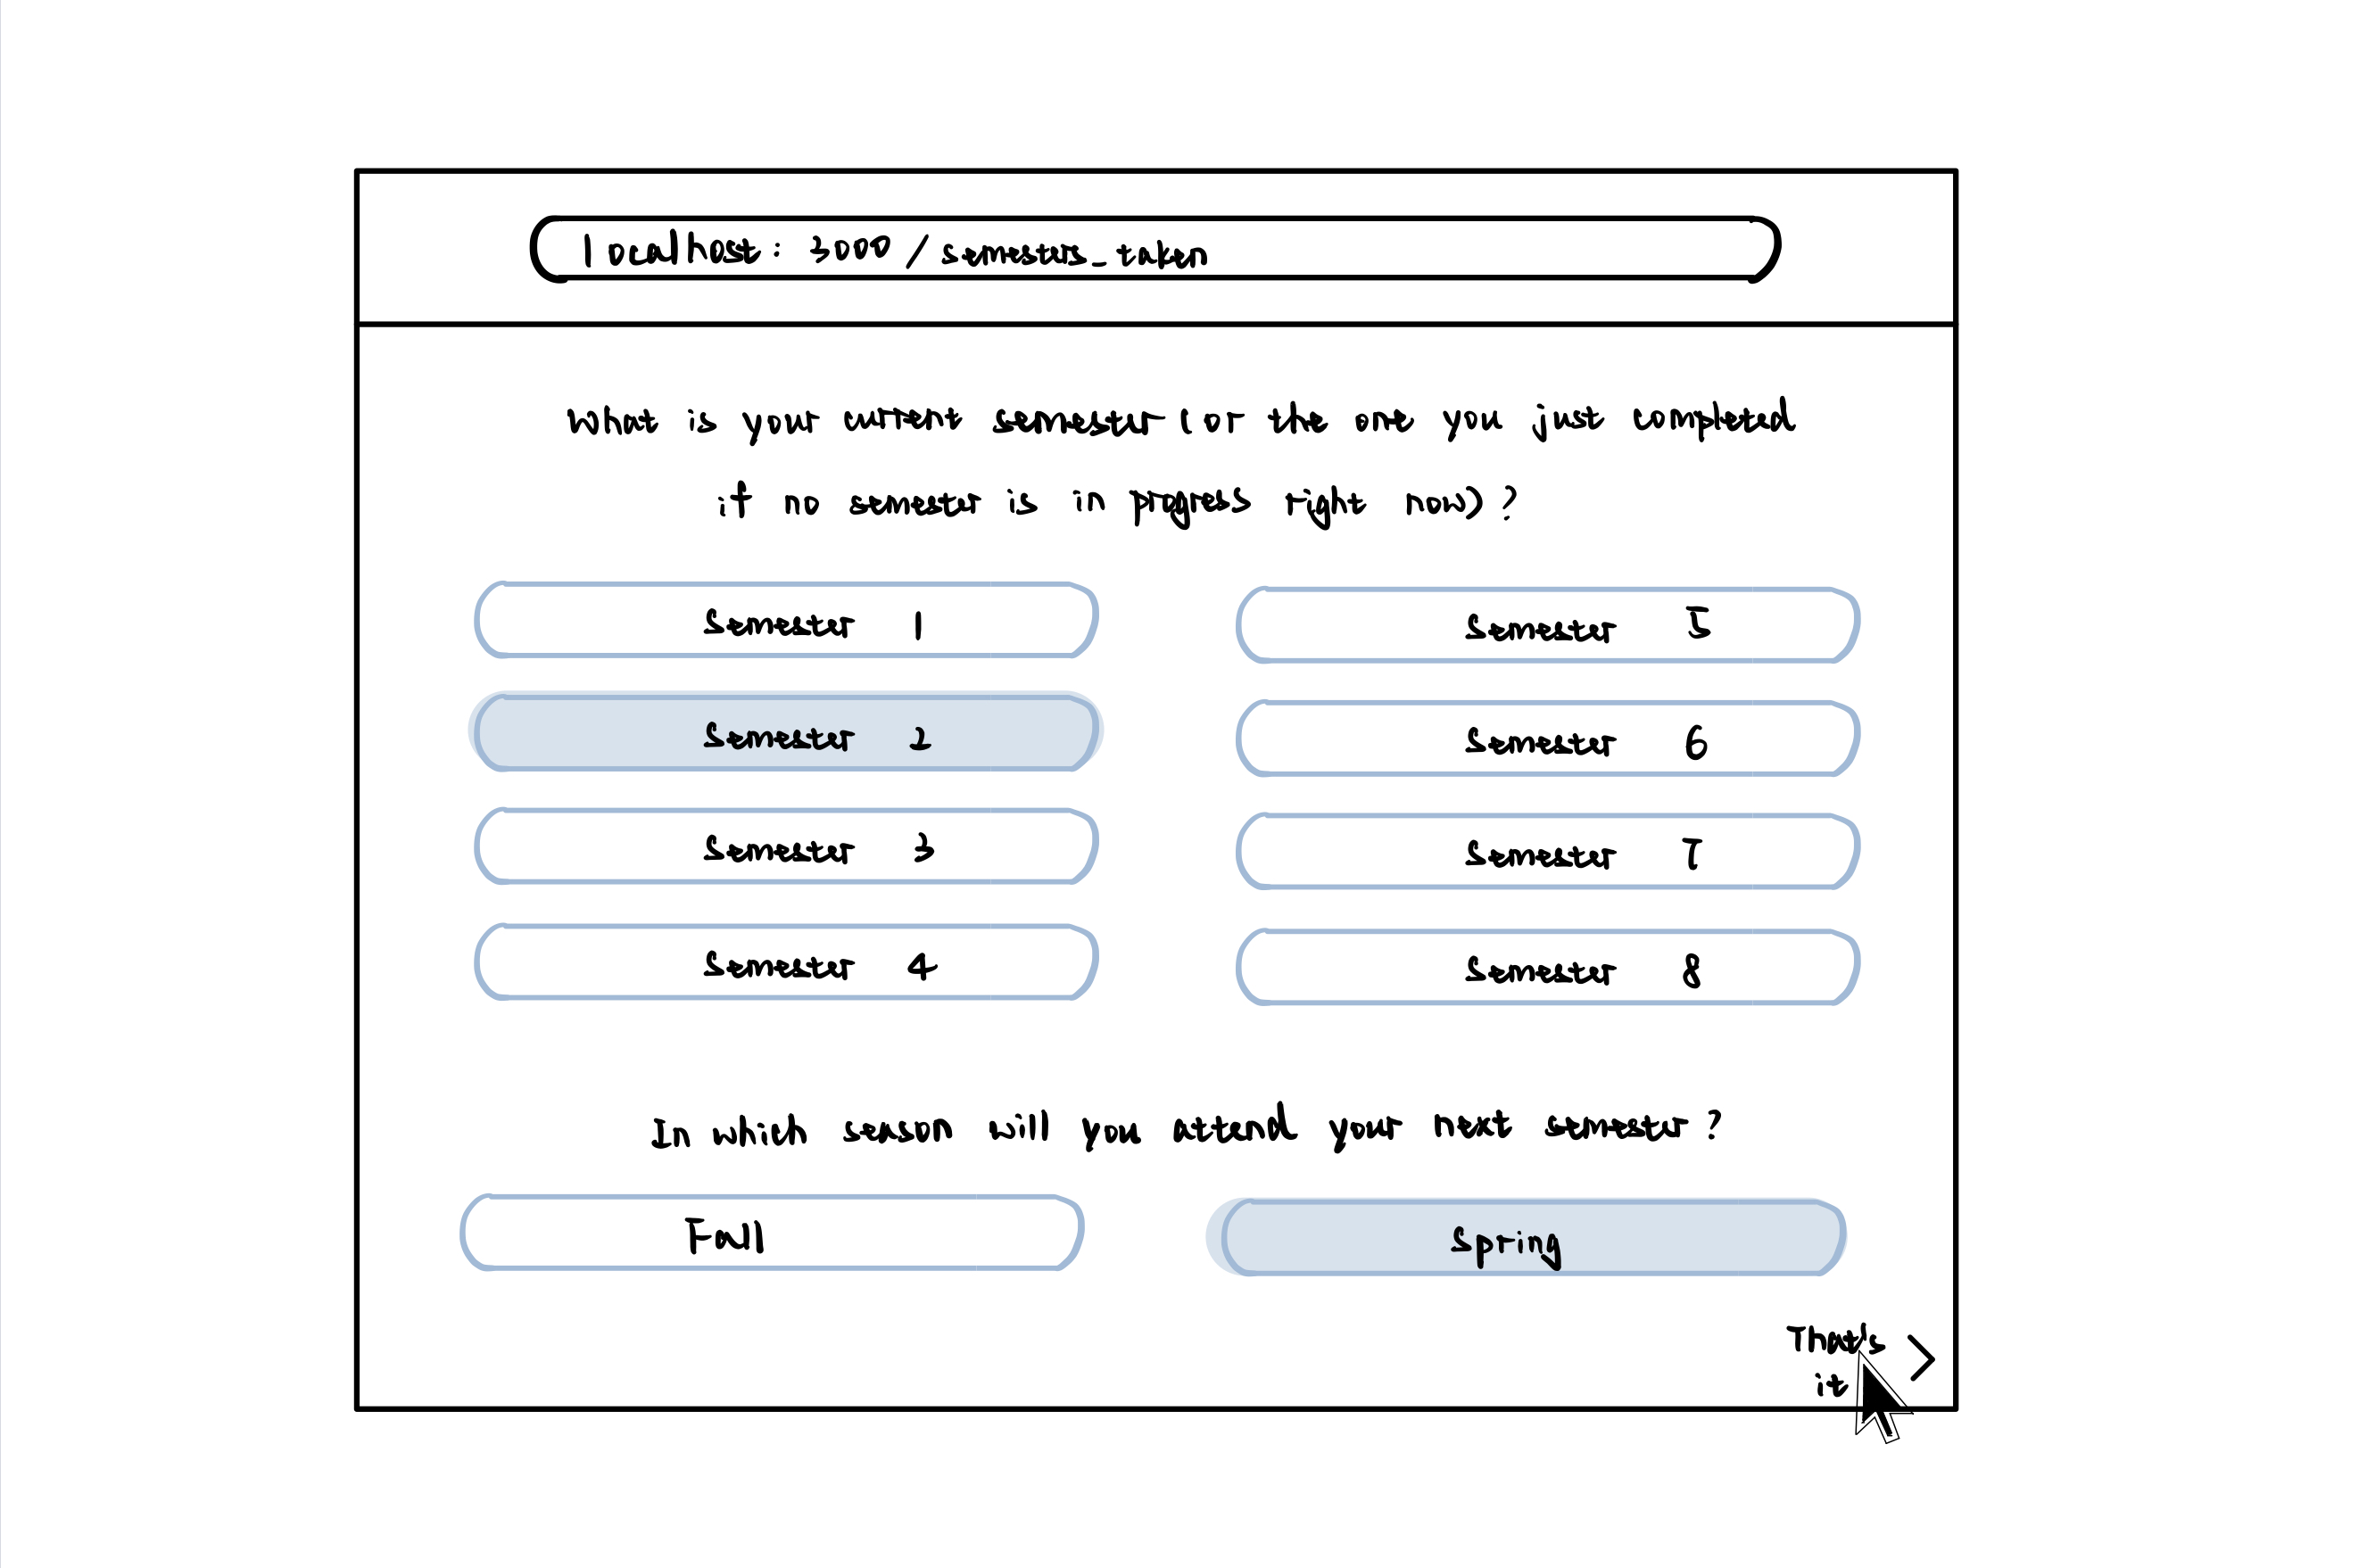 localhost: 3000/semester_taken
What is your current semester (or the one you just completed
if no semester is in progress right now)?
Semester 1
Semester 2
Semester 3
Semester 4
Semester 5
Semester 6
Semester 7
Semester 8
In which season will you attend your next semester?
Fall
Spring
That's >
it